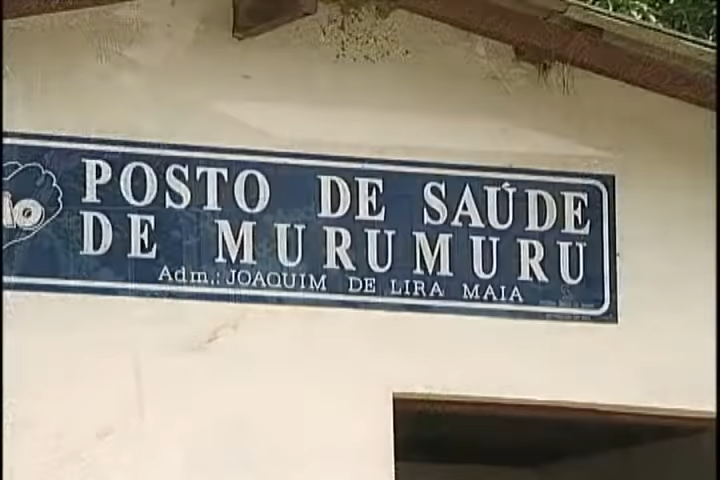 POSTO DE SAÚDE
DE MURUMURU
Adm.: JOAQUIM DE LIRA MAIA